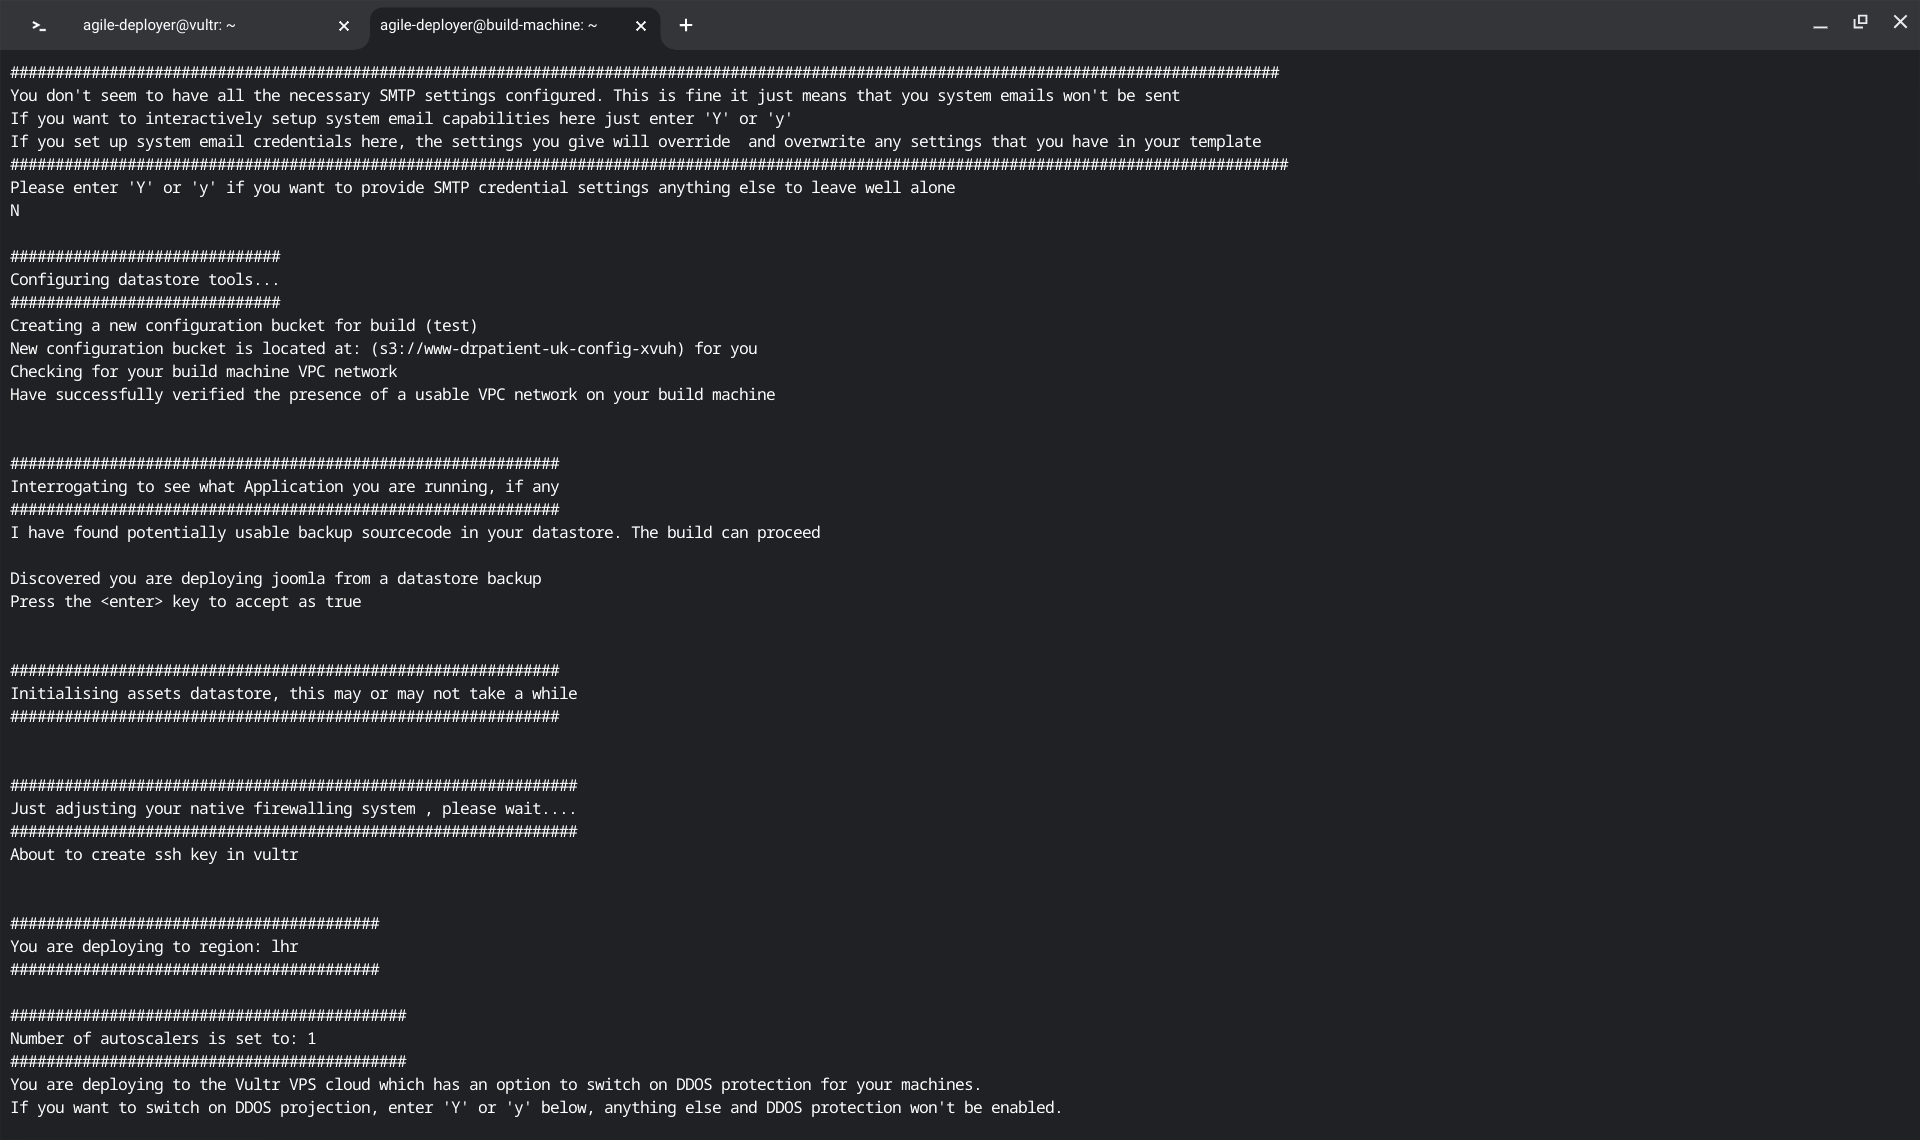 agile-deployer@vultr: ~
agile-deployer@build-machine: ~
#############################################################################################################################################
You don't seem to have all the necessary SMTP settings configured. This is fine it just means that you system emails won't be sent
If you want to interactively setup system email capabilities here just enter 'Y' or 'y'
If you set up system email credentials here, the settings you give will override  and overwrite any settings that you have in your template
##############################################################################################################################################
Please enter 'Y' or 'y' if you want to provide SMTP credential settings anything else to leave well alone
N
##############################
Configuring datastore tools...
##############################
Creating a new configuration bucket for build (test)
New configuration bucket is located at: (s3://www-drpatient-uk-config-xvuh) for you
Checking for your build machine VPC network
Have successfully verified the presence of a usable VPC network on your build machine
#############################################################
Interrogating to see what Application you are running, if any
#############################################################
I have found potentially usable backup sourcecode in your datastore. The build can proceed
Discovered you are deploying joomla from a datastore backup
Press the <enter> key to accept as true
#############################################################
Initialising assets datastore, this may or may not take a while
#############################################################
###############################################################
Just adjusting your native firewalling system , please wait....
###############################################################
About to create ssh key in vultr
#########################################
You are deploying to region: lhr
#########################################
############################################
Number of autoscalers is set to: 1
############################################
You are deploying to the Vultr VPS cloud which has an option to switch on DDOS protection for your machines.
If you want to switch on DDOS projection, enter 'Y' or 'y' below, anything else and DDOS protection won't be enabled.